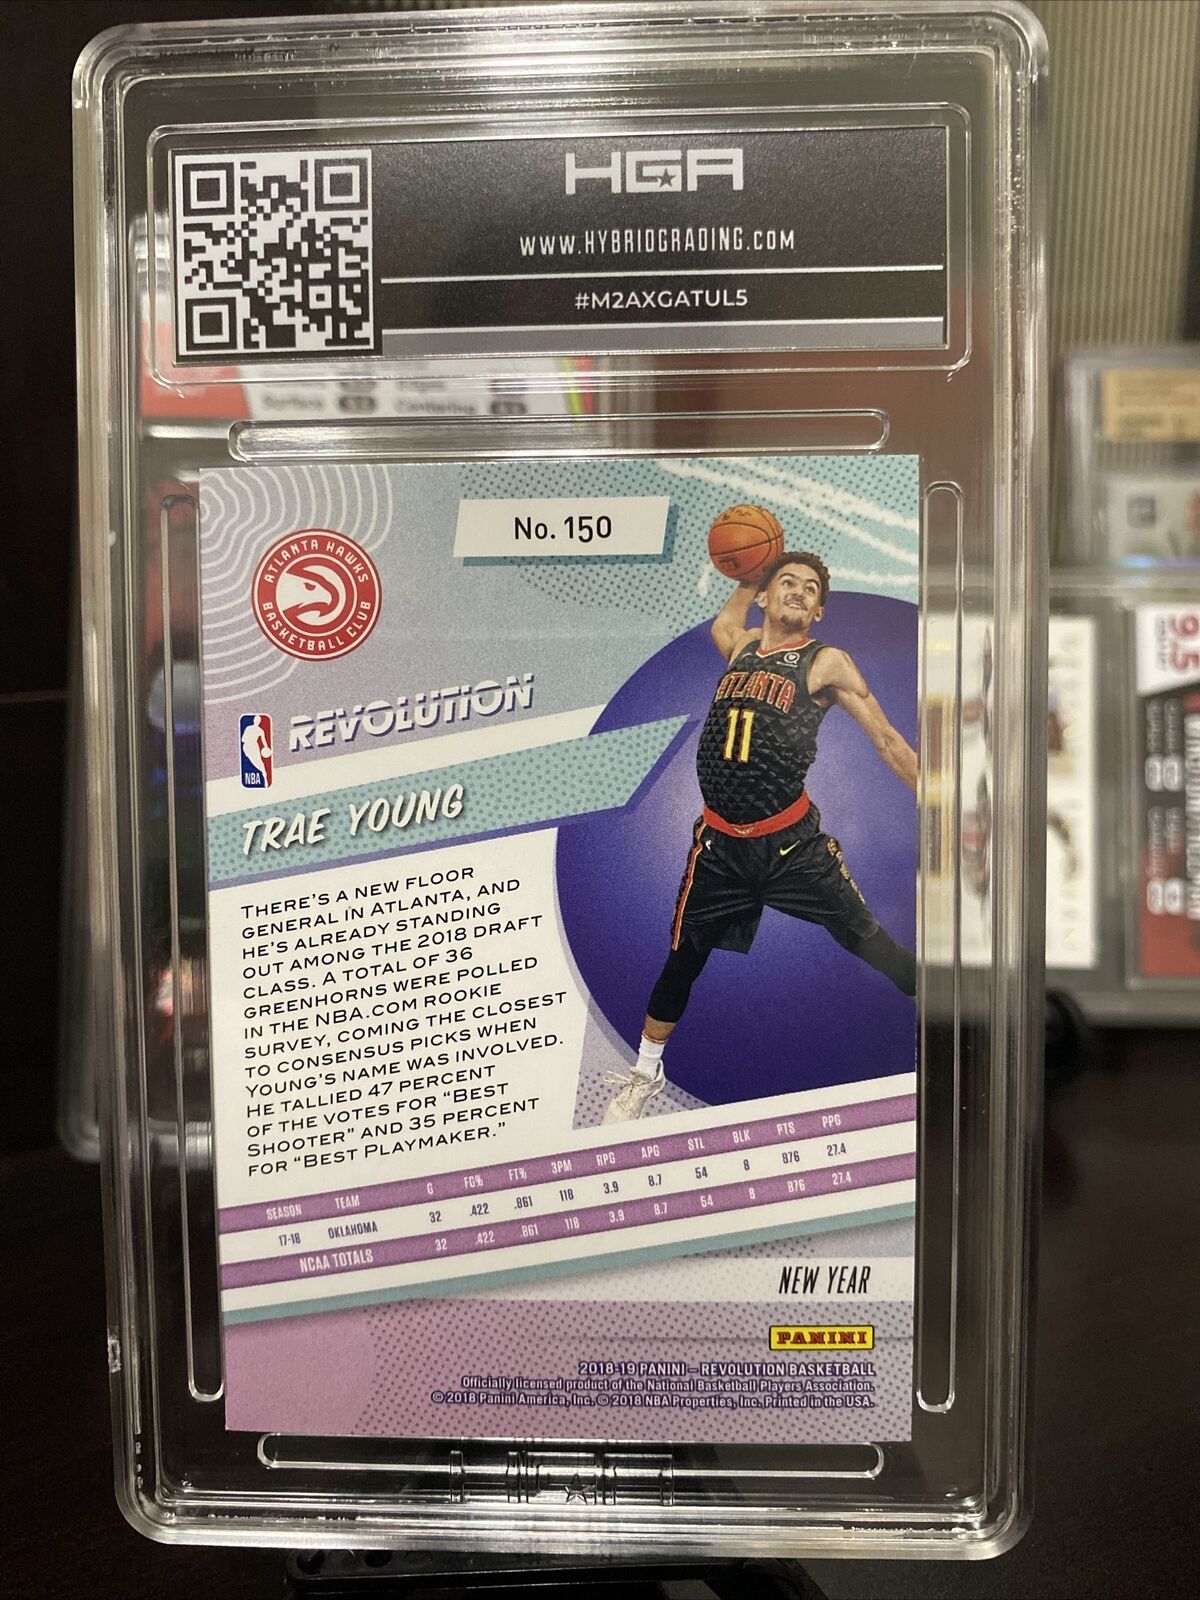 HGA
WWW.HYBRIDGRADING.COM
#M2AXGATUL5
Surface
Centering
No. 150
ATLANTA HAWKS
BASKETBALL CLUB
ATLANTA
11
NBA
REVOLUTION
TRAE YOUNG
THERE'S A NEW FLOOR
GENERAL IN ATLANTA, AND
HE'S ALREADY STANDING
OUT AMONG THE 2018 DRAFT
CLASS. A TOTAL OF 36
GREENHORNS WERE POLLED
IN THE NBA.COM ROOKIE
SURVEY, COMING THE CLOSEST
TO CONSENSUS PICKS WHEN
YOUNG'S NAME WAS INVOLVED.
HE TALLIED 47 PERCENT
OF THE VOTES FOR “BEST
SHOOTER” AND 35 PERCENT
FOR “BEST PLAYMAKER.”
SEASON TEAM G FG% FT% 3PM RPG APG STL BLK PTS PPG
17-18 OKLAHOMA 32 .422 .861 118 3.9 8.7 54 8 876 27.4
NCAA TOTALS 32 .422 .861 118 3.9 8.7 54 8 876 27.4
NEW YEAR
PANINI
2018-19 PANINI – REVOLUTION BASKETBALL
Officially licensed product of the National Basketball Players Association.
© 2018 Panini America, Inc. © 2018 NBA Properties, Inc. Printed in the USA.
HGA
9.5